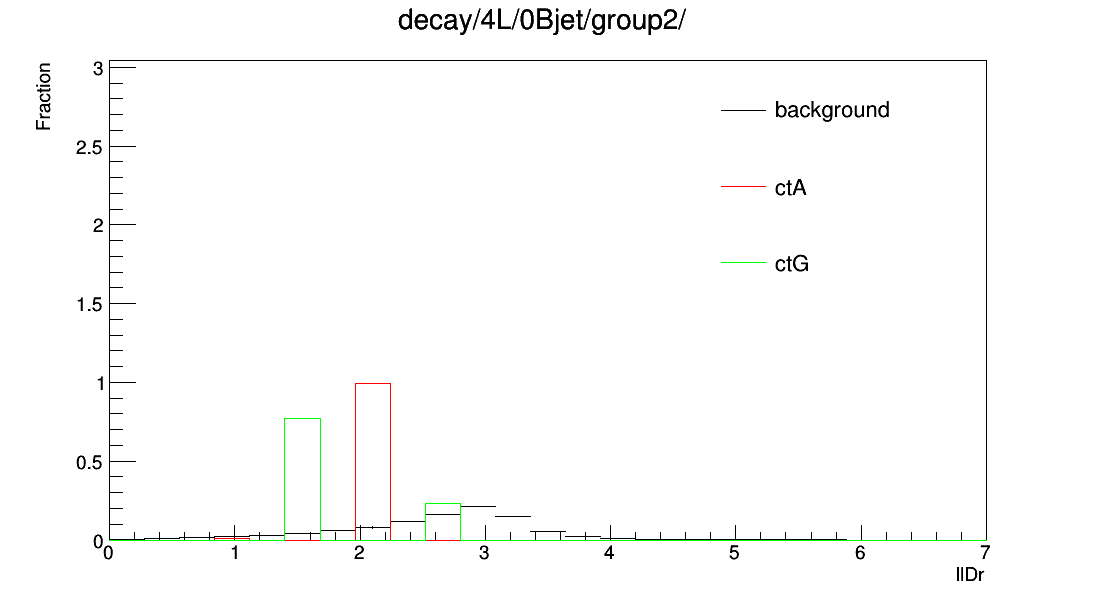 decay/4L/0Bjet/group2/
Fraction
3
2.5
2
1.5
1
0.5
0
background
ctA
ctG
0 1 2 3 4 5 6 7
llDr